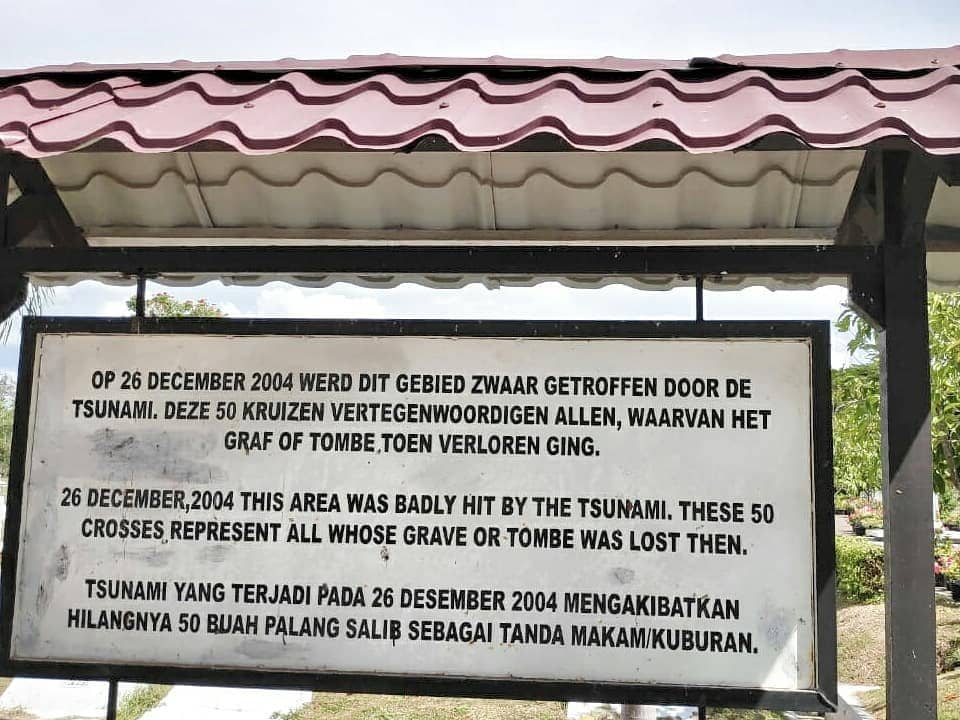 OP 26 DECEMBER 2004 WERD DIT GEBIED ZWAAR GETROFFEN DOOR DE
TSUNAMI. DEZE 50 KRUIZEN VERTEGENWOORDIGEN ALLEN, WAARVAN HET
GRAF OF TOMBE TOEN VERLOREN GING.
26 DECEMBER,2004 THIS AREA WAS BADLY HIT BY THE TSUNAMI. THESE 50
CROSSES REPRESENT ALL WHOSE GRAVE OR TOMBE WAS LOST THEN.
TSUNAMI YANG TERJADI PADA 26 DESEMBER 2004 MENGAKIBATKAN
HILANGNYA 50 BUAH PALANG SALIB SEBAGAI TANDA MAKAM/KUBURAN.